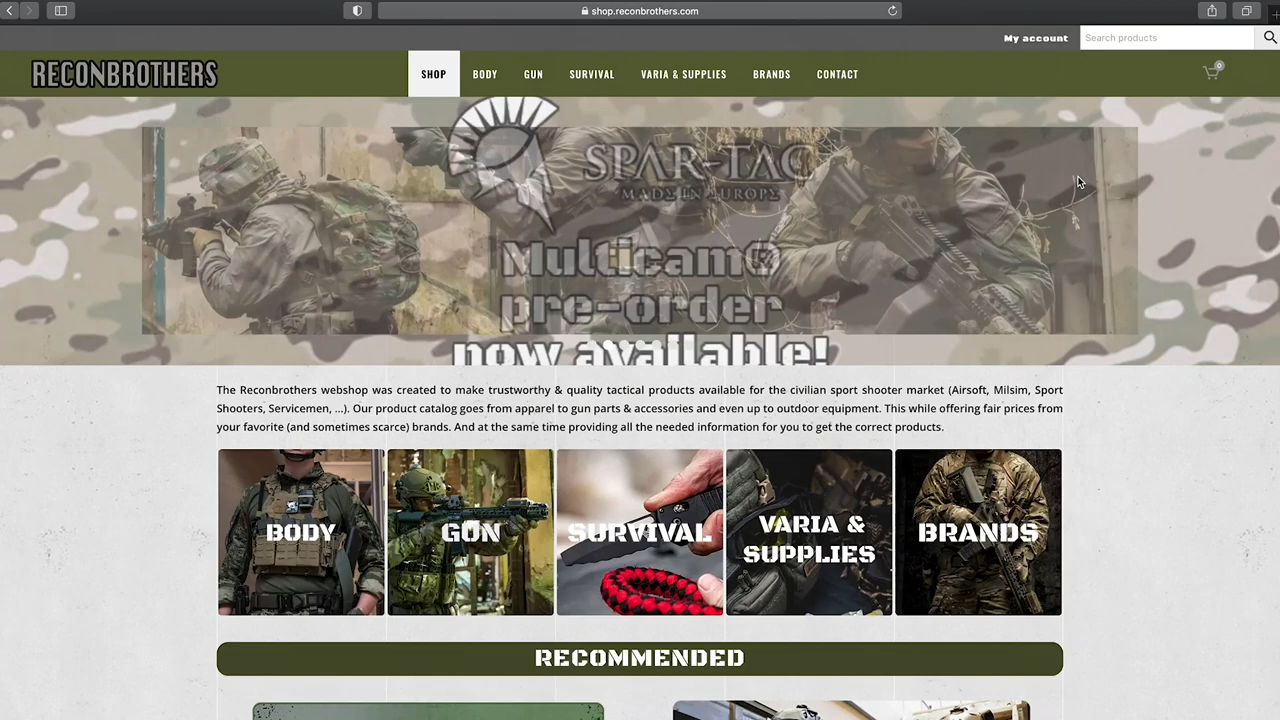 shop.reconbrothers.com
My account
Search products
RECONBROTHERS
SHOP
BODY
GUN
SURVIVAL
VARIA & SUPPLIES
BRANDS
CONTACT
0
SPAR-TAC
MADE IN EUROPE
Multicam®
pre-order
now available!
The Reconbrothers webshop was created to make trustworthy & quality tactical products available for the civilian sport shooter market (Airsoft, Milsim, Sport
Shooters, Servicemen, ...). Our product catalog goes from apparel to gun parts & accessories and even up to outdoor equipment. This while offering fair prices from
your favorite (and sometimes scarce) brands. And at the same time providing all the needed information for you to get the correct products.
BODY
GUN
SURVIVAL
VARIA &
SUPPLIES
BRANDS
RECOMMENDED